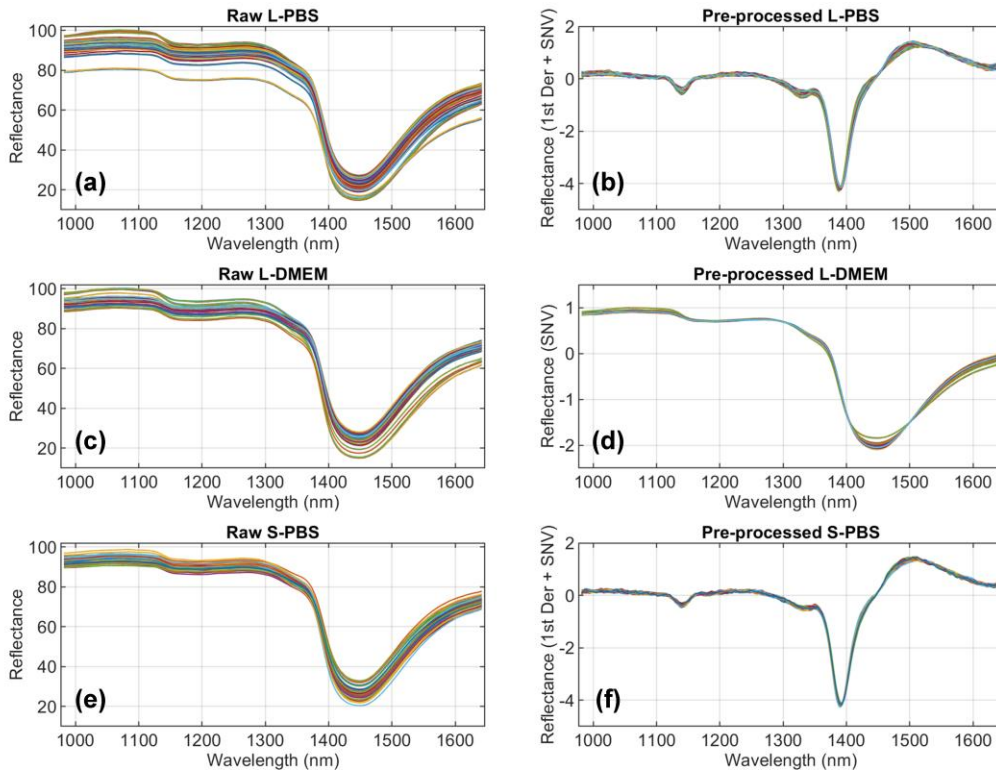 Raw L-PBS
Reflectance
100
80
60
40
20
(a)
1000 1100 1200 1300 1400 1500 1600
Wavelength (nm)
Pre-processed L-PBS
Reflectance (1st Der + SNV)
2
0
-2
-4
(b)
1000 1100 1200 1300 1400 1500 1600
Wavelength (nm)
Raw L-DMEM
Reflectance
100
80
60
40
20
(c)
1000 1100 1200 1300 1400 1500 1600
Wavelength (nm)
Pre-processed L-DMEM
Reflectance (SNV)
1
0
-1
-2
(d)
1000 1100 1200 1300 1400 1500 1600
Wavelength (nm)
Raw S-PBS
Reflectance
100
80
60
40
20
(e)
1000 1100 1200 1300 1400 1500 1600
Wavelength (nm)
Pre-processed S-PBS
Reflectance (1st Der + SNV)
2
0
-2
-4
(f)
1000 1100 1200 1300 1400 1500 1600
Wavelength (nm)